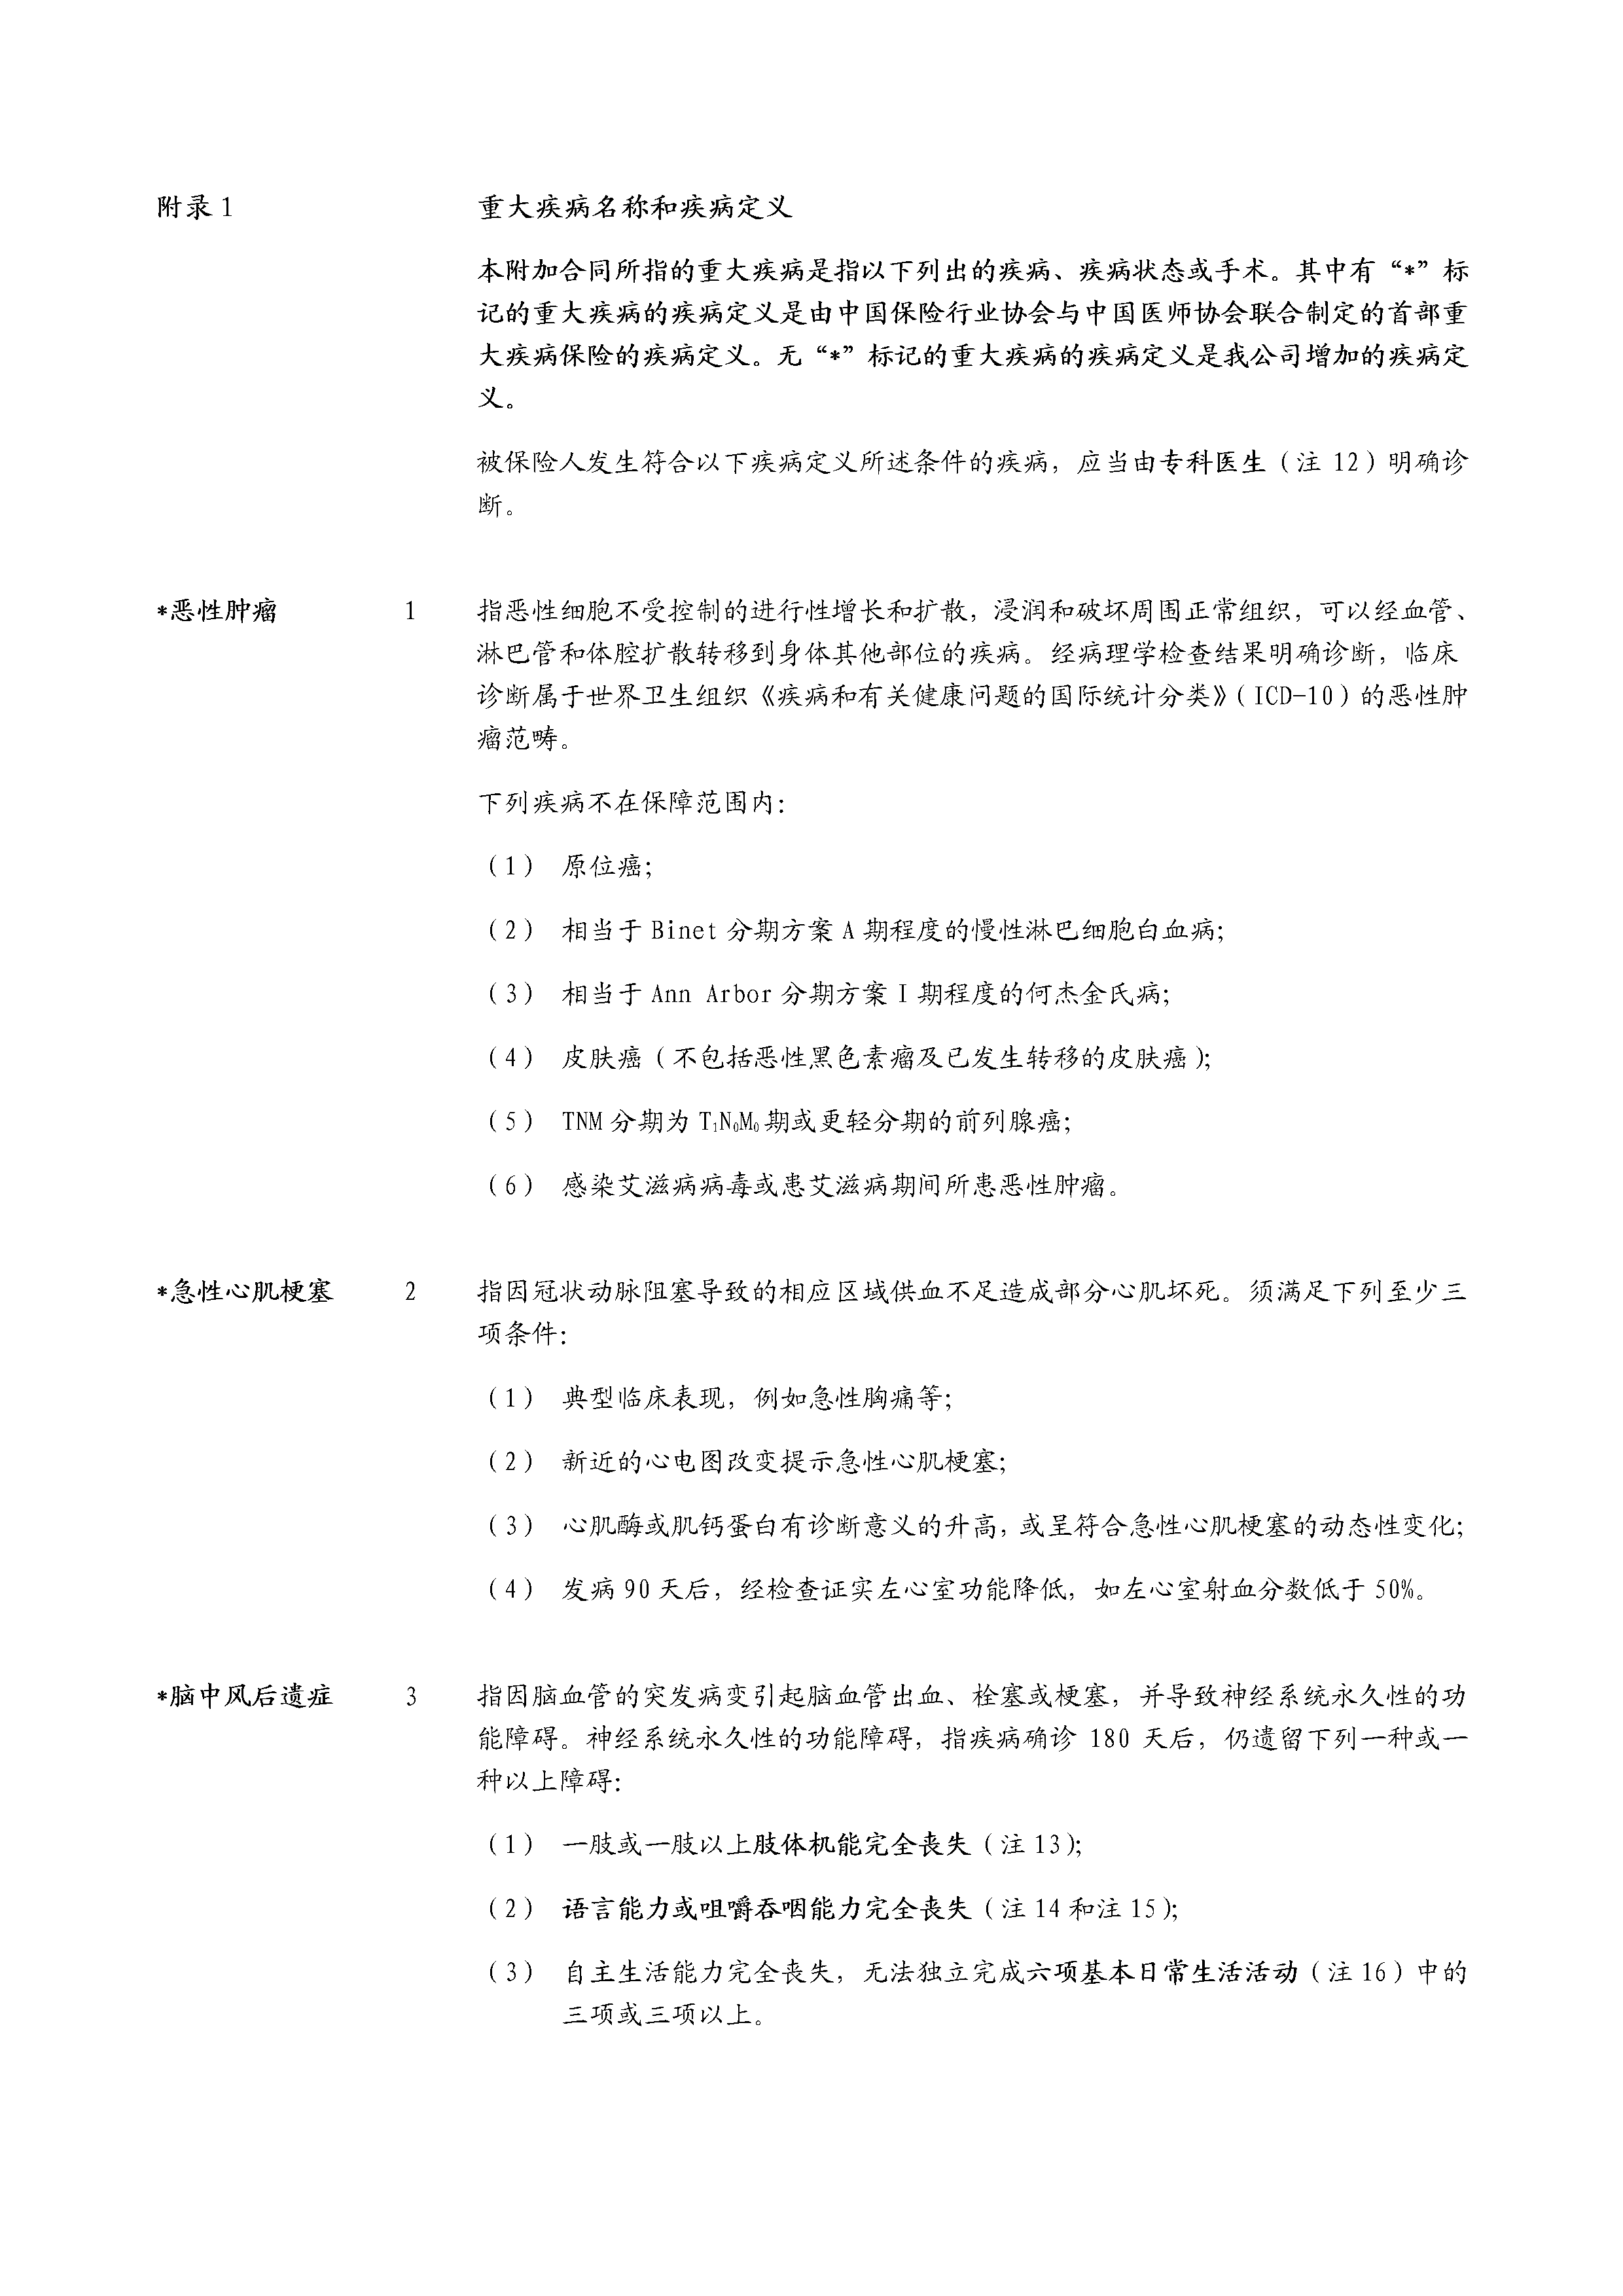 附录1 重大疾病名称和疾病定义
本附加合同所指的重大疾病是指以下列出的疾病、疾病状态或手术。其中有“*”标
记的重大疾病的疾病定义是由中国保险行业协会与中国医师协会联合制定的首部重
大疾病保险的疾病定义。无“*”标记的重大疾病的疾病定义是我公司增加的疾病定
义。
被保险人发生符合以下疾病定义所述条件的疾病，应当由专科医生（注 12）明确诊
断。
*恶性肿瘤 1 指恶性细胞不受控制的进行性增长和扩散，浸润和破坏周围正常组织，可以经血管、
淋巴管和体腔扩散转移到身体其他部位的疾病。经病理学检查结果明确诊断，临床
诊断属于世界卫生组织《疾病和有关健康问题的国际统计分类》（ICD-10）的恶性肿
瘤范畴。
下列疾病不在保障范围内：
（1） 原位癌；
（2） 相当于 Binet 分期方案 A 期程度的慢性淋巴细胞白血病；
（3） 相当于 Ann Arbor 分期方案 I 期程度的何杰金氏病；
（4） 皮肤癌（不包括恶性黑色素瘤及已发生转移的皮肤癌）；
（5） TNM 分期为 T₁N₀M₀期或更轻分期的前列腺癌；
（6） 感染艾滋病病毒或患艾滋病期间所患恶性肿瘤。
*急性心肌梗塞 2 指因冠状动脉阻塞导致的相应区域供血不足造成部分心肌坏死。须满足下列至少三
项条件：
（1） 典型临床表现，例如急性胸痛等；
（2） 新近的心电图改变提示急性心肌梗塞；
（3） 心肌酶或肌钙蛋白有诊断意义的升高，或呈符合急性心肌梗塞的动态性变化；
（4） 发病 90 天后，经检查证实左心室功能降低，如左心室射血分数低于 50%。
*脑中风后遗症 3 指因脑血管的突发病变引起脑血管出血、栓塞或梗塞，并导致神经系统永久性的功
能障碍。神经系统永久性的功能障碍，指疾病确诊 180 天后，仍遗留下列一种或一
种以上障碍：
（1） 一肢或一肢以上肢体机能完全丧失（注 13）；
（2） 语言能力或咀嚼吞咽能力完全丧失（注 14 和注 15）；
（3） 自主生活能力完全丧失，无法独立完成六项基本日常生活活动（注 16）中的
三项或三项以上。